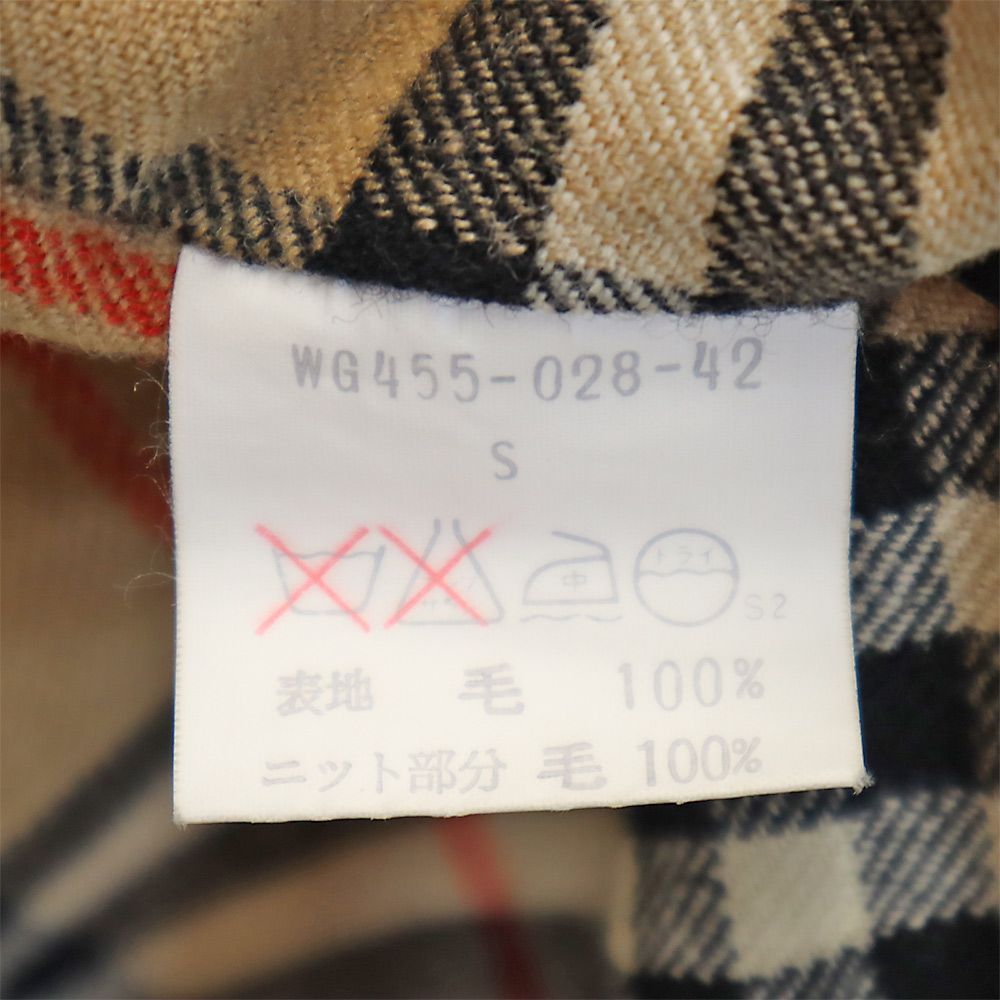 WG455-028-42
S
中 ドライ S2
表地 毛 100%
ニット部分 毛 100%